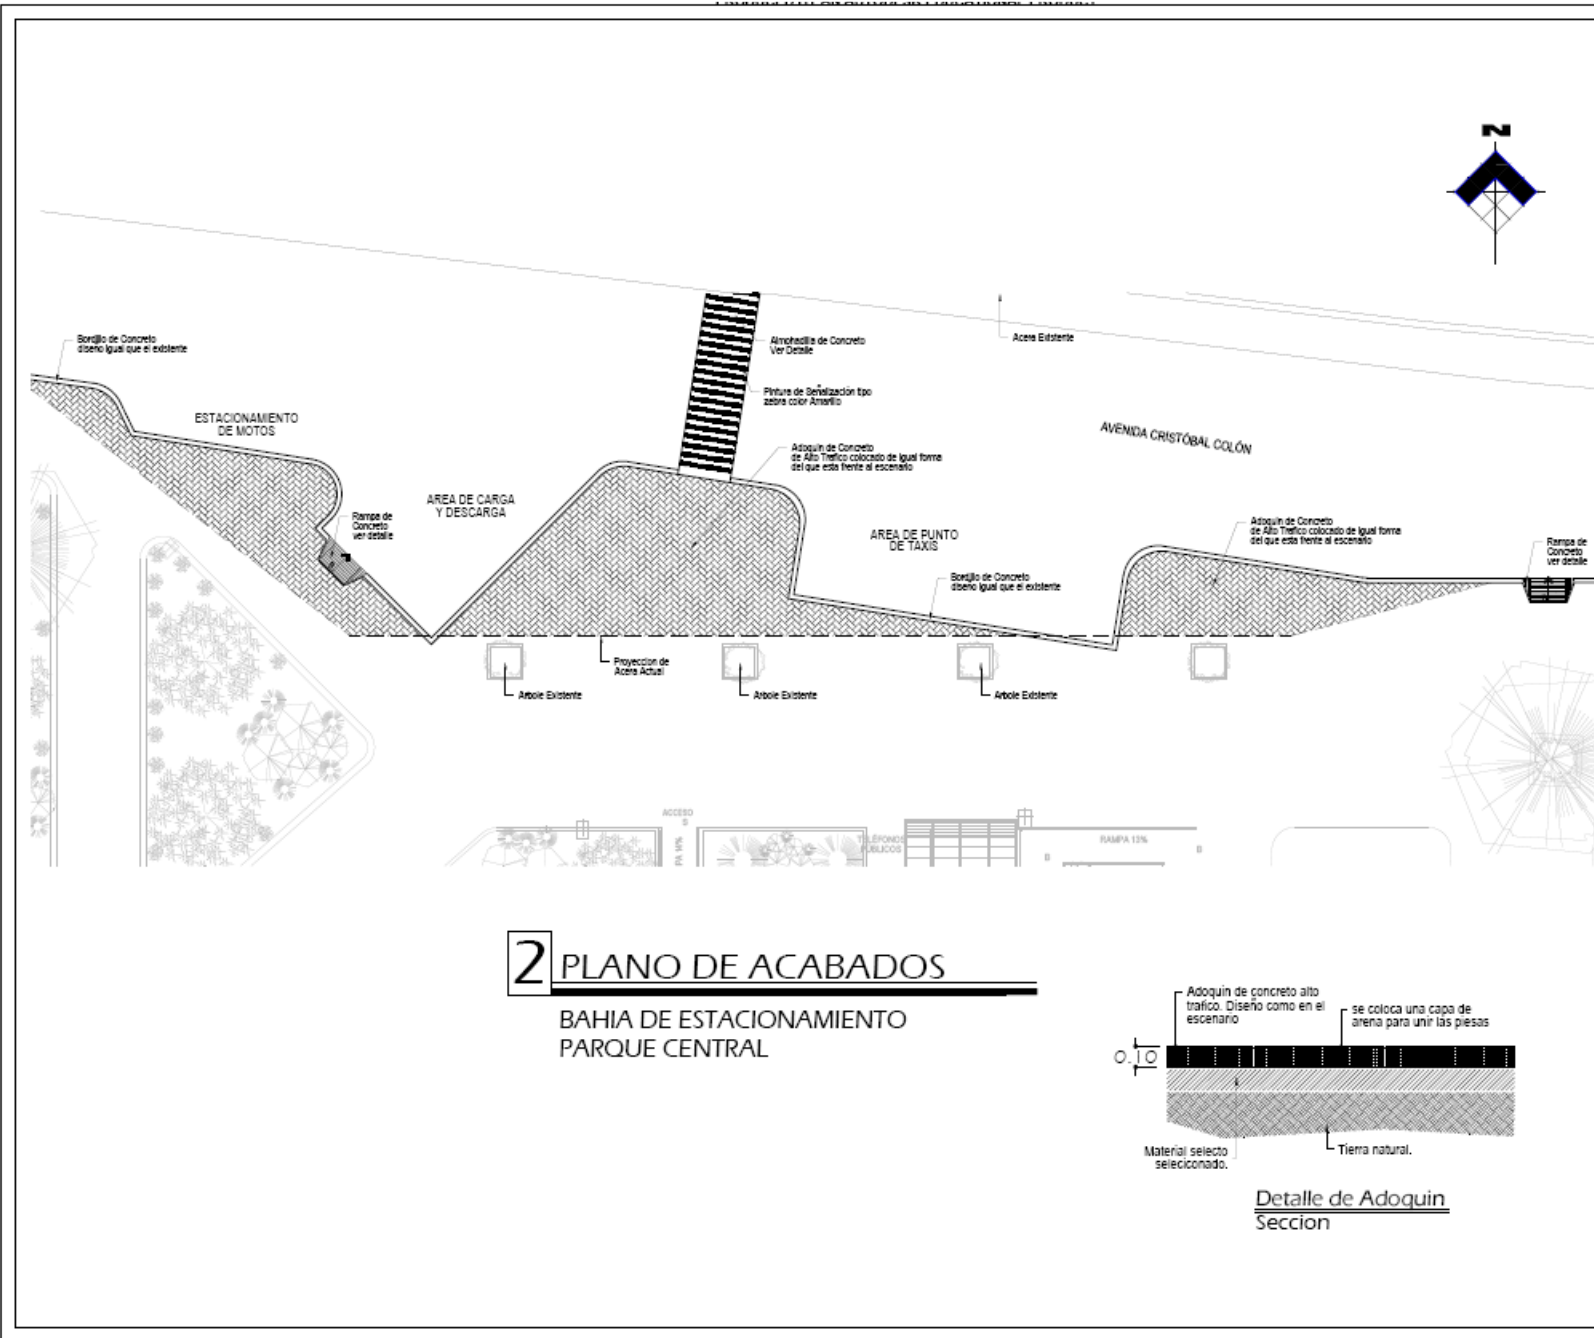 N
Bordjllo de Concreto
diseno Igual que el existente
Almohadilla de Concreto
Ver Detalle
Acera Existente
Pintura de Señalización tipo
zebra color Amarillo
ESTACIONAMIENTO
DE MOTOS
AVENIDA CRISTÓBAL COLÓN
Adoquin de Concreto
de Alto Trafico colocado de Igual forma
del que esta frente al escenario
AREA DE CARGA
Y DESCARGA
Rampa de
Concreto
ver detalle
AREA DE PUNTO
DE TAXIS
Adoquin de Concreto
de Alto Trafico colocado de Igual forma
del que esta frente al escenario
Rampa de
Concreto
ver detalle
Bordjllo de Concreto
diseno Igual que el existente
Proyeccion de
Acera Actual
Arbole Existente
Arbole Existente
Arbole Existente
ACCESO
S
TELÉFONOS
PUBLICOS
RAMPA 13%
B
B
2
PLANO DE ACABADOS
BAHIA DE ESTACIONAMIENTO
PARQUE CENTRAL
Adoquin de concreto alto
trafico. Diseño como en el
escenario
se coloca una capa de
arena para unir las piesas
0.10
Material selecto
seleciconado.
Tierra natural.
Detalle de Adoquin
Seccion